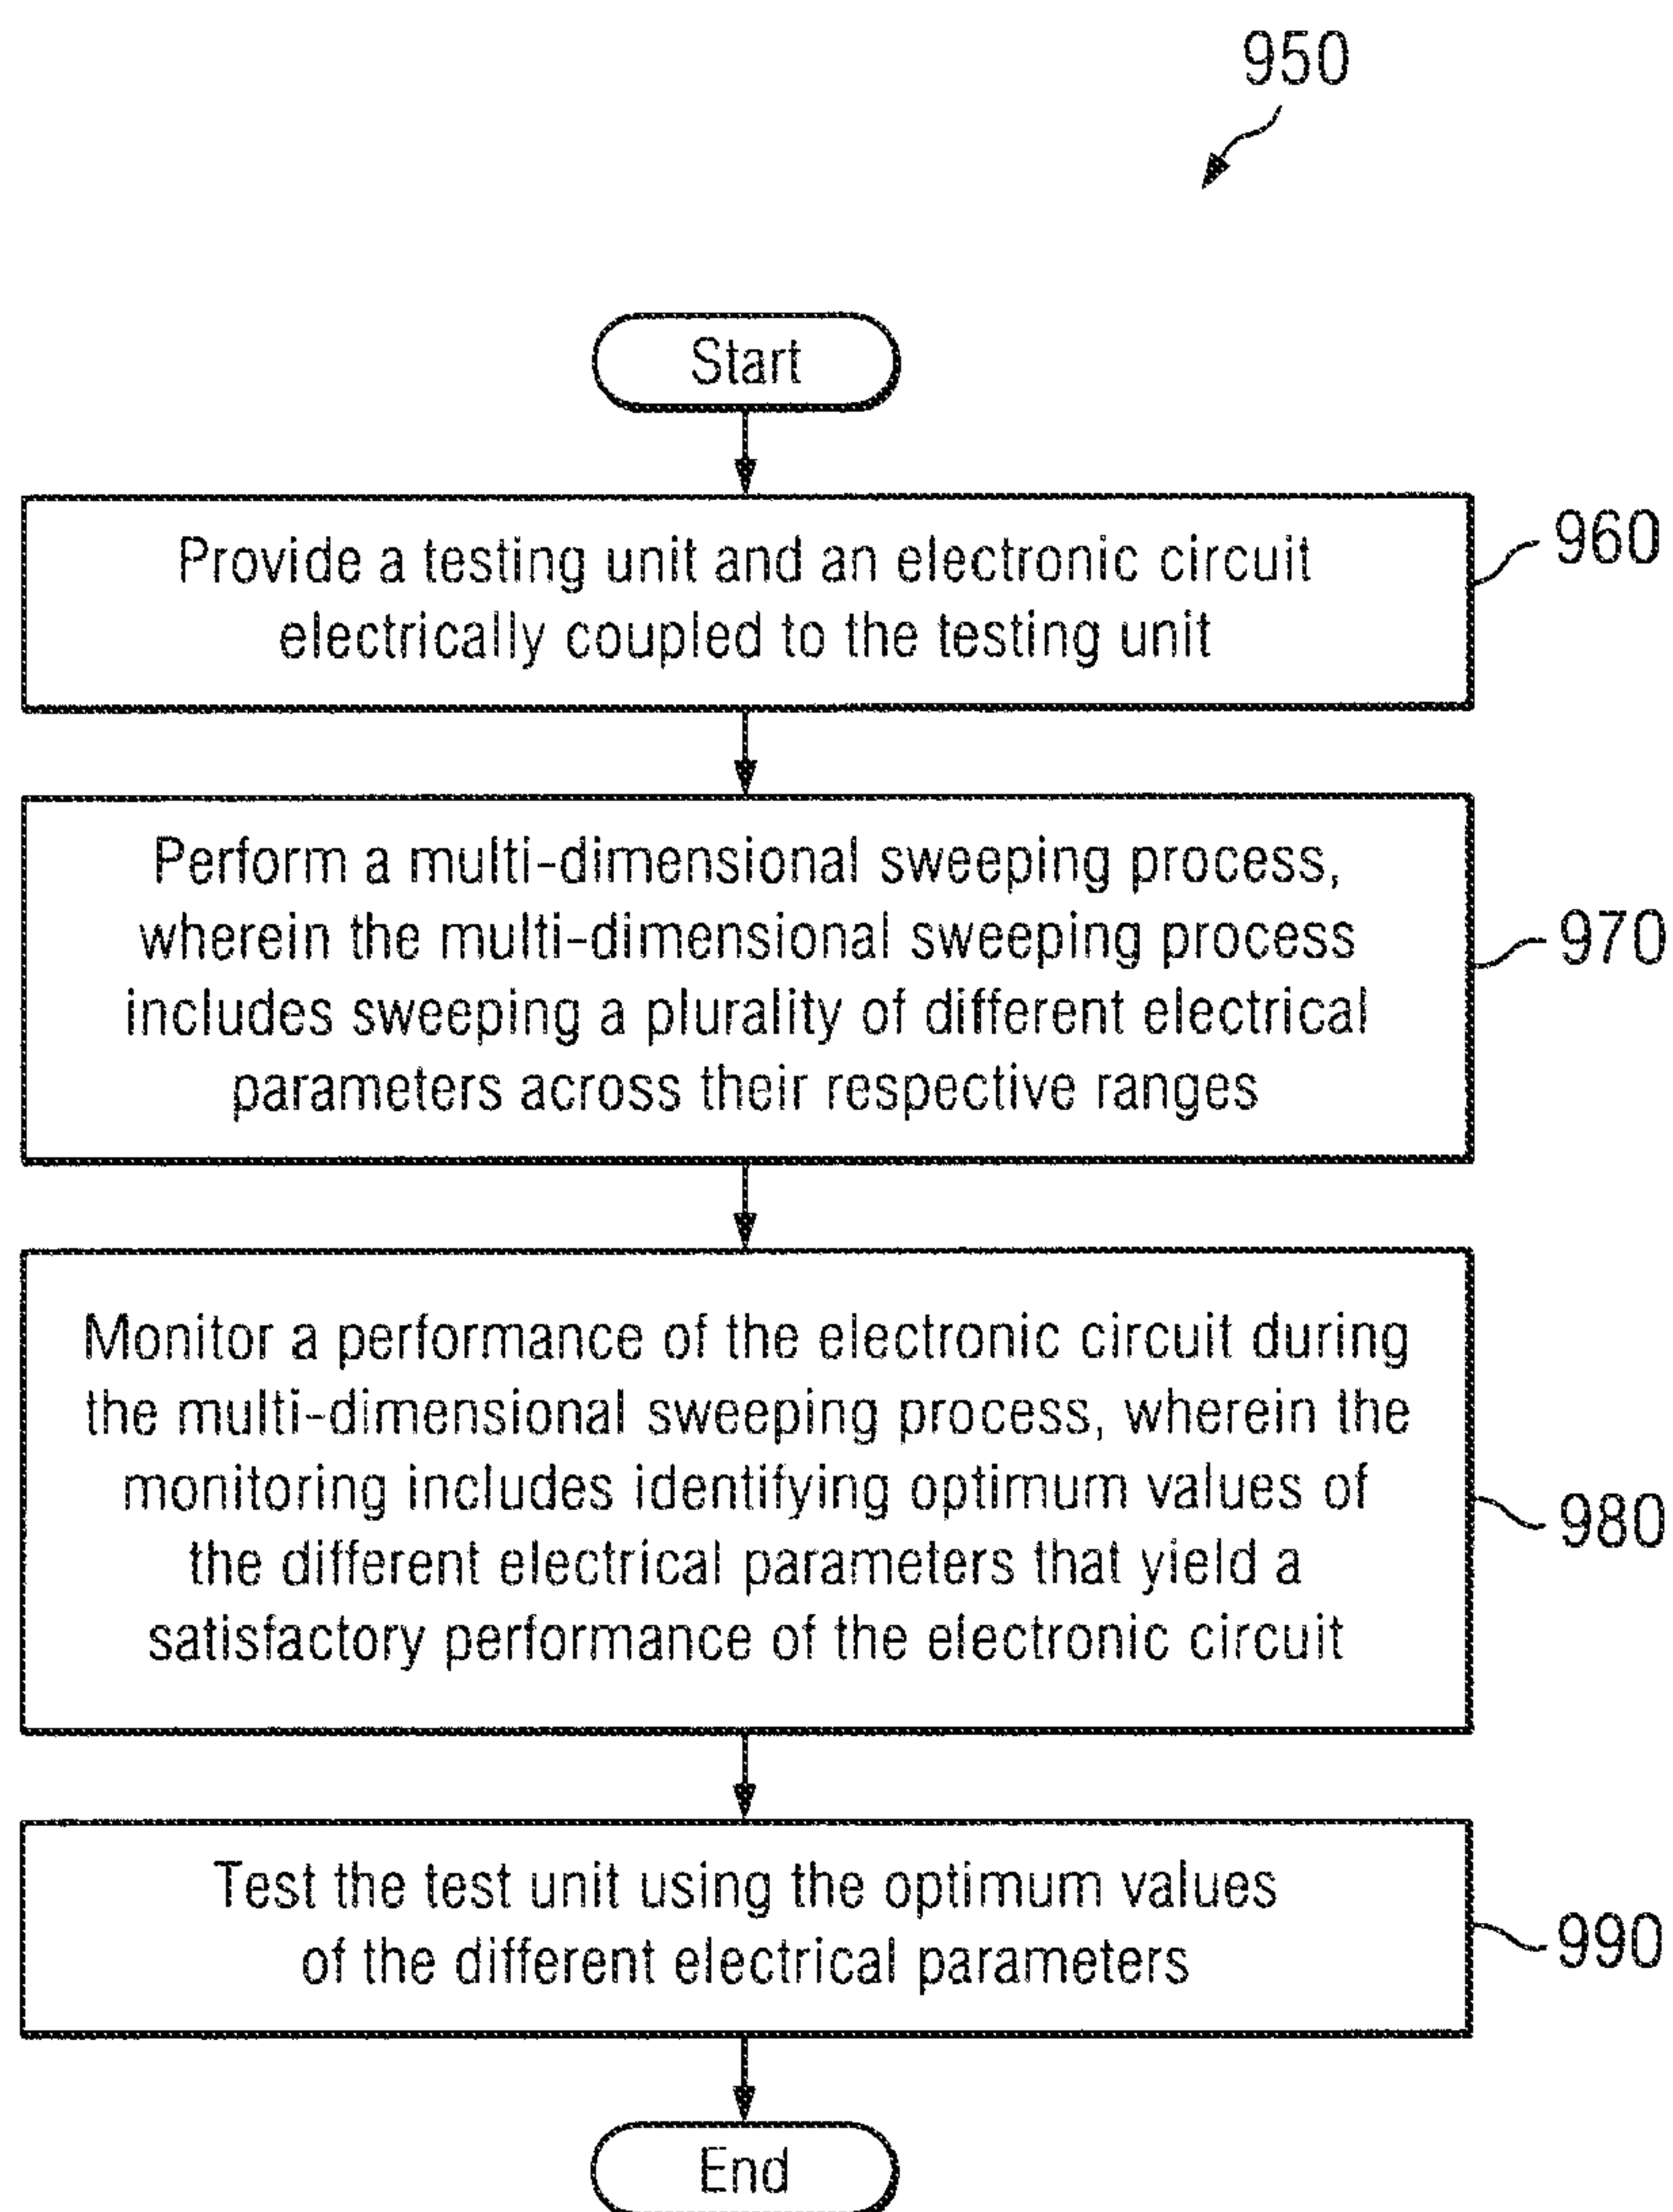 950
Start
Provide a testing unit and an electronic circuit
electrically coupled to the testing unit
960
Perform a multi-dimensional sweeping process,
wherein the multi-dimensional sweeping process
includes sweeping a plurality of different electrical
parameters across their respective ranges
970
Monitor a performance of the electronic circuit during
the multi-dimensional sweeping process, wherein the
monitoring includes identifying optimum values of
the different electrical parameters that yield a
satisfactory performance of the electronic circuit
980
Test the test unit using the optimum values
of the different electrical parameters
990
End